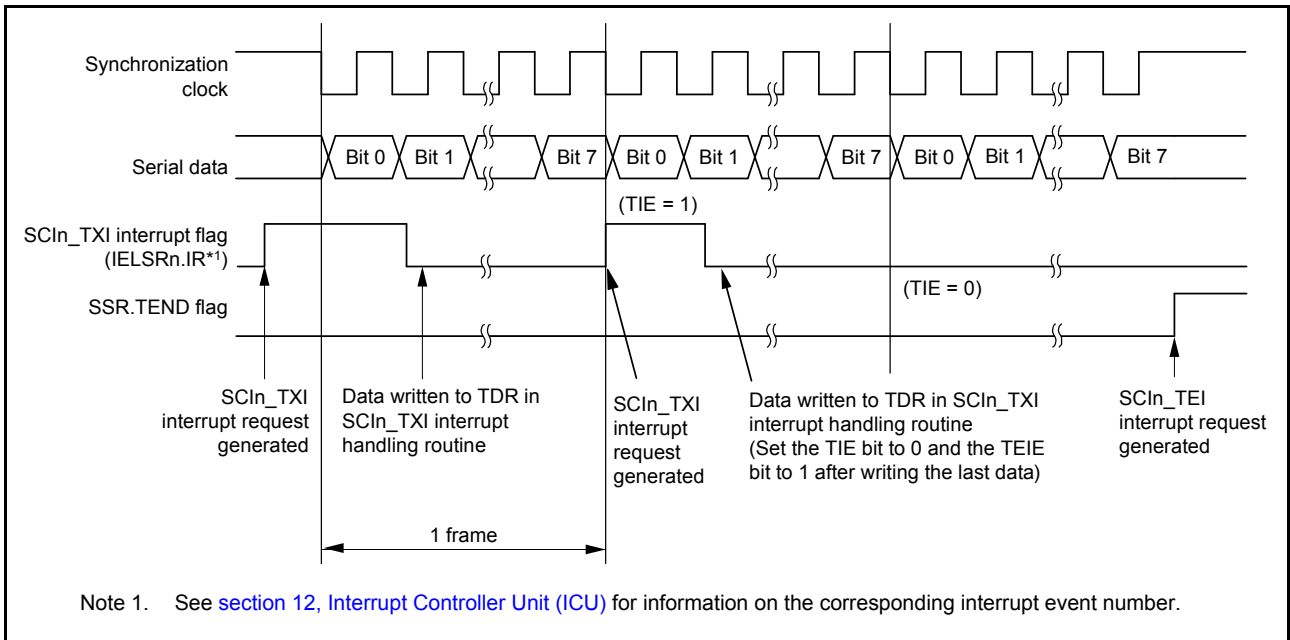 Synchronization
clock
Serial data
Bit 0 Bit 1 Bit 7 Bit 0 Bit 1 Bit 7 Bit 0 Bit 1 Bit 7
(TIE = 1)
SCIn_TXI interrupt flag
(IELSRn.IR*1)
(TIE = 0)
SSR.TEND flag
SCIn_TXI
interrupt request
generated
Data written to TDR in
SCIn_TXI interrupt
handling routine
SCIn_TXI
interrupt
request
generated
Data written to TDR in SCIn_TXI
interrupt handling routine
(Set the TIE bit to 0 and the TEIE
bit to 1 after writing the last data)
SCIn_TEI
interrupt request
generated
1 frame
Note 1. See section 12, Interrupt Controller Unit (ICU) for information on the corresponding interrupt event number.